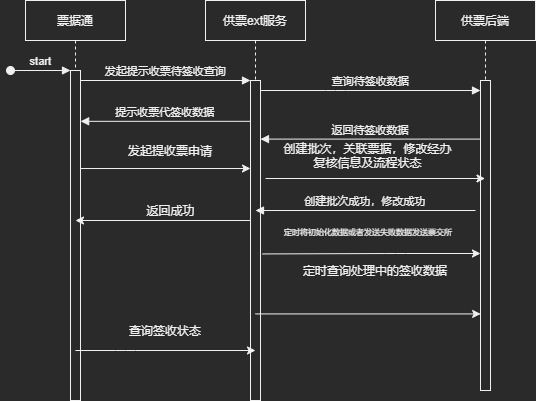 票据通
供票ext服务
供票后端
start
发起提示收票待签收查询
查询待签收数据
提示收票代签收数据
返回待签收数据
创建批次，关联票据，修改经办
复核信息及流程状态
发起提收票申请
创建批次成功，修改成功
返回成功
定时将初始化数据或者发送失败数据发送票交所
定时查询处理中的签收数据
查询签收状态